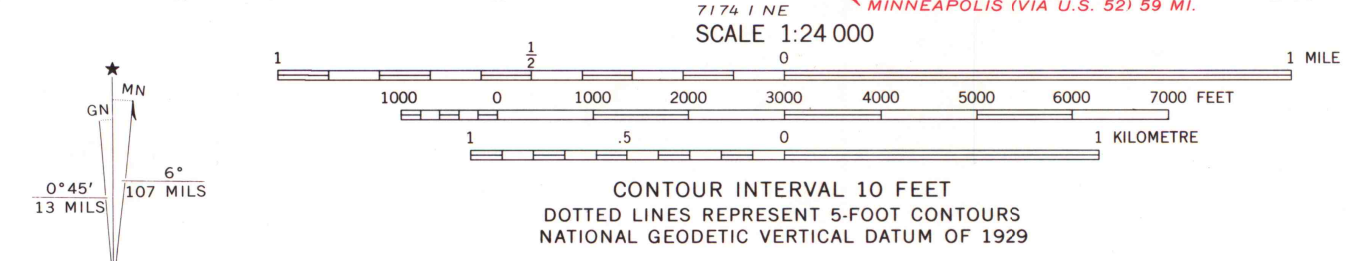 7174 I NE
MINNEAPOLIS (VIA U.S. 52) 59 MI.
SCALE 1:24 000
1 1/2 0 1 MILE
1000 0 1000 2000 3000 4000 5000 6000 7000 FEET
1 .5 0 1 KILOMETRE
★
GN MN
0°45′ 6°
13 MILS 107 MILS
CONTOUR INTERVAL 10 FEET
DOTTED LINES REPRESENT 5-FOOT CONTOURS
NATIONAL GEODETIC VERTICAL DATUM OF 1929